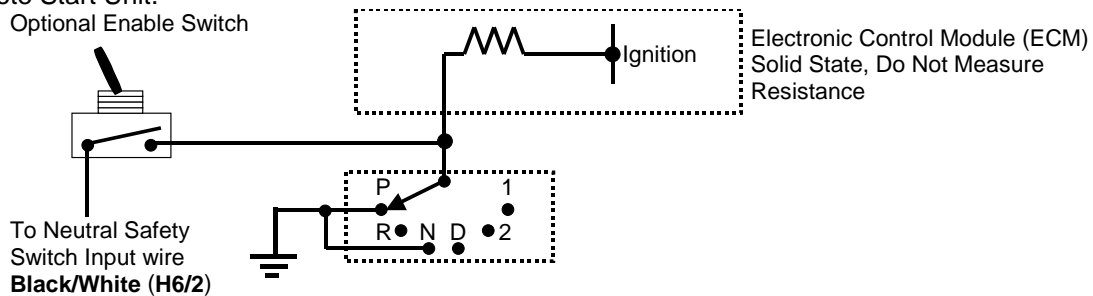 Start Unit.
Optional Enable Switch
Ignition
Electronic Control Module (ECM)
Solid State, Do Not Measure
Resistance
P 1
R N D 2
To Neutral Safety
Switch Input wire
Black/White (H6/2)